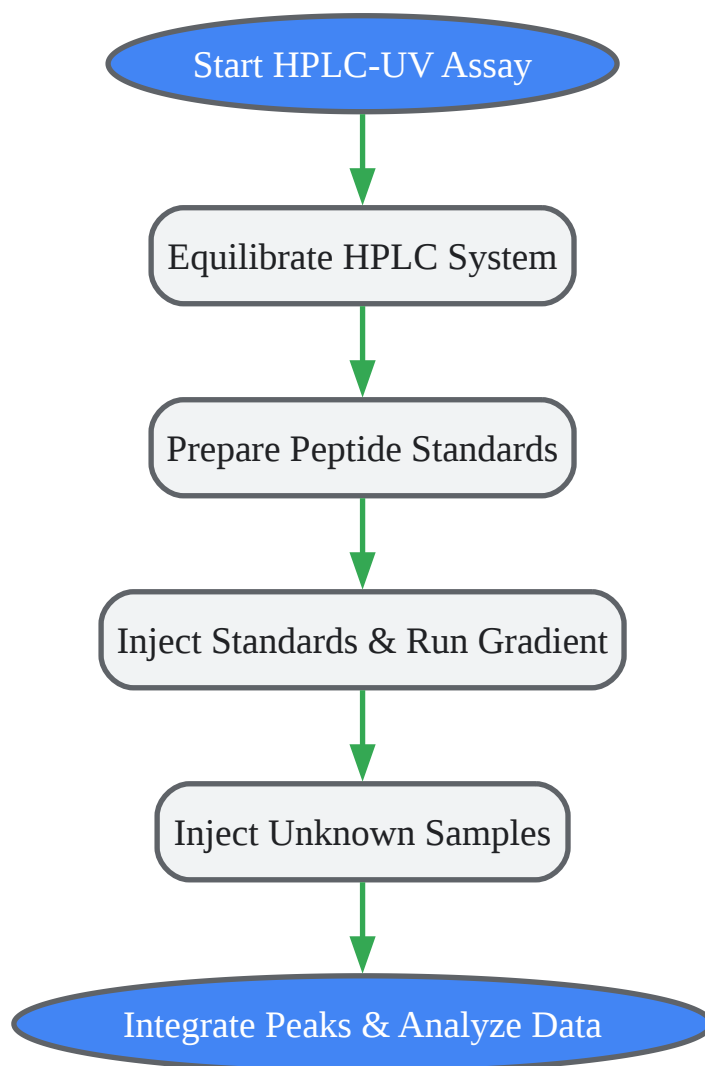 Start HPLC-UV Assay
Equilibrate HPLC System
Prepare Peptide Standards
Inject Standards & Run Gradient
Inject Unknown Samples
Integrate Peaks & Analyze Data